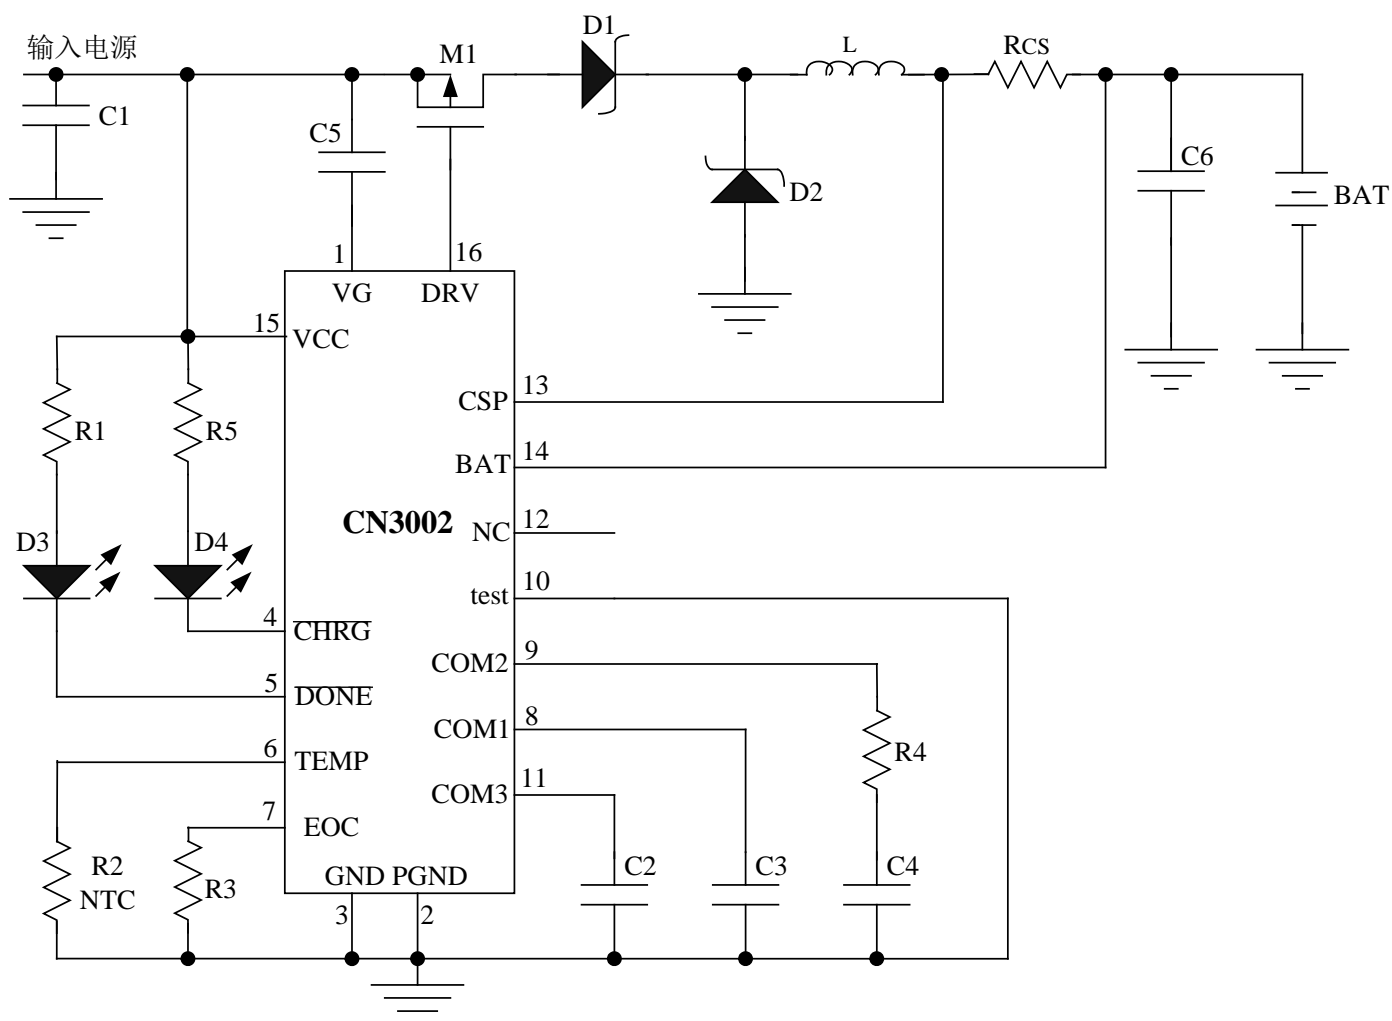 D1
M1
L
RCS
输入电源
C1
C5
C6
D2
BAT
1
16
VG
DRV
15
VCC
13
CSP
R1
R5
14
BAT
CN3002
12
NC
D3
D4
10
test
4
CHRG
9
COM2
5
DONE
8
COM1
6
TEMP
R4
11
COM3
7
EOC
R2
NTC
R3
GND
PGND
C2
C3
C4
3
2